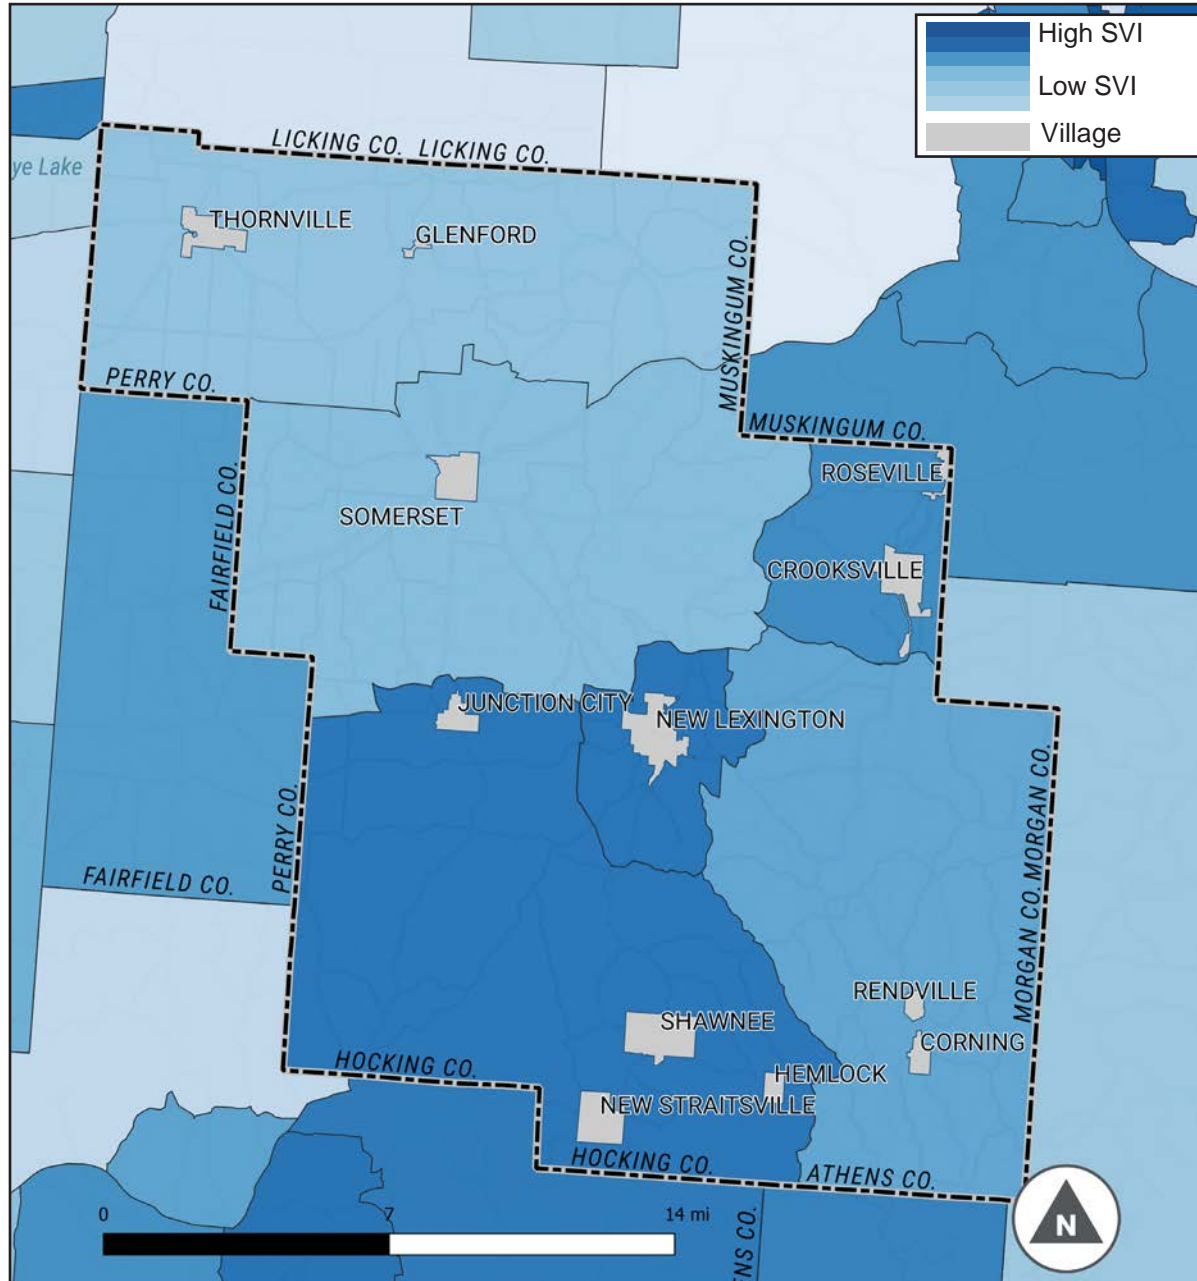 High SVI
Low SVI
Village
LICKING CO. LICKING CO.
ye Lake
THORNVILLE
GLENFORD
MUSKINGUM CO.
PERRY CO.
MUSKINGUM CO.
ROSEVILLE
FAIRFIELD CO.
SOMERSET
CROOKSVILLE
JUNCTION CITY
NEW LEXINGTON
PERRY CO.
MORGAN CO. MORGAN CO.
FAIRFIELD CO.
RENDVILLE
SHAWNEE
CORNING
HOCKING CO.
HEMLOCK
NEW STRAITSVILLE
HOCKING CO.
ATHENS CO.
0 7 14 mi
ENS CO.
N